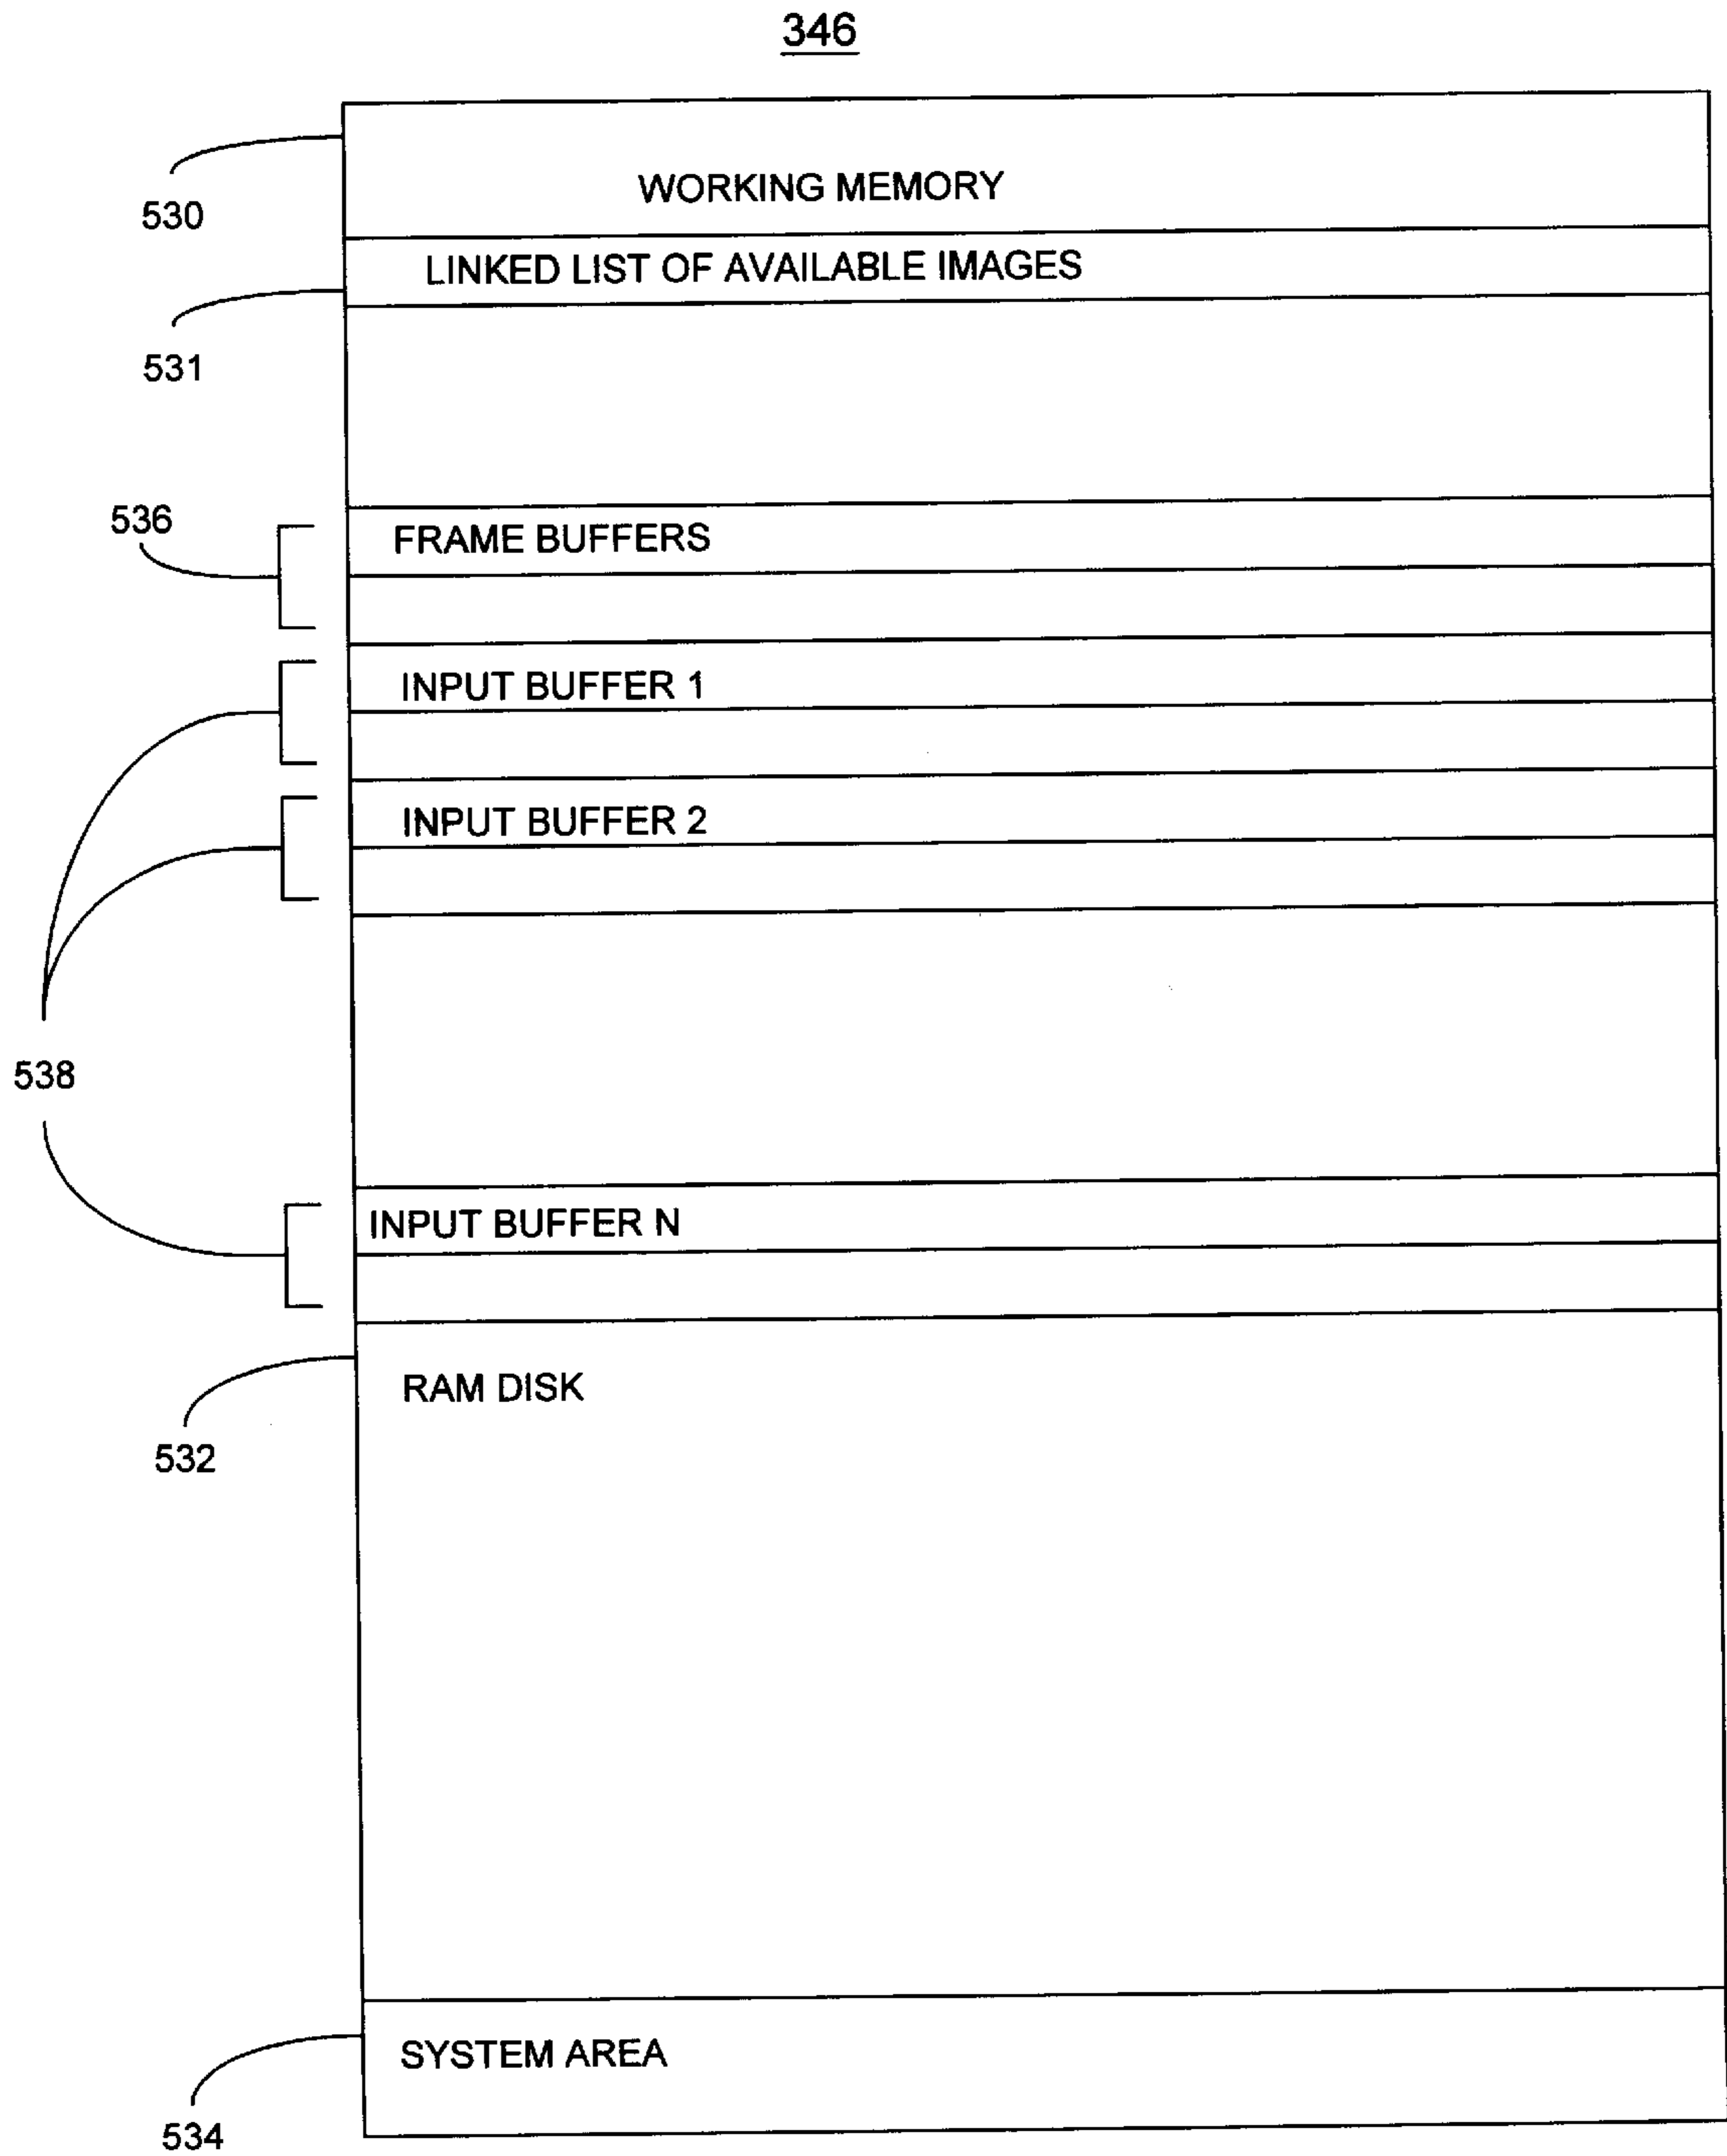 346
WORKING MEMORY
530
LINKED LIST OF AVAILABLE IMAGES
531
536
FRAME BUFFERS
INPUT BUFFER 1
INPUT BUFFER 2
538
INPUT BUFFER N
RAM DISK
532
SYSTEM AREA
534